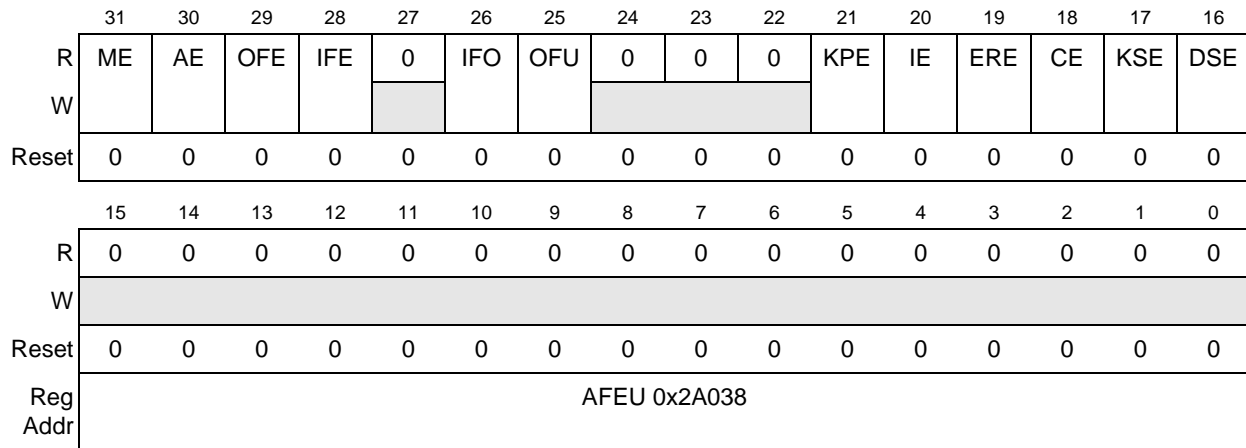 31 30 29 28 27 26 25 24 23 22 21 20 19 18 17 16
R ME AE OFE IFE 0 IFO OFU 0 0 0 KPE IE ERE CE KSE DSE
W
Reset 0 0 0 0 0 0 0 0 0 0 0 0 0 0 0 0
15 14 13 12 11 10 9 8 7 6 5 4 3 2 1 0
R 0 0 0 0 0 0 0 0 0 0 0 0 0 0 0 0
W
Reset 0 0 0 0 0 0 0 0 0 0 0 0 0 0 0 0
Reg AFEU 0x2A038
Addr